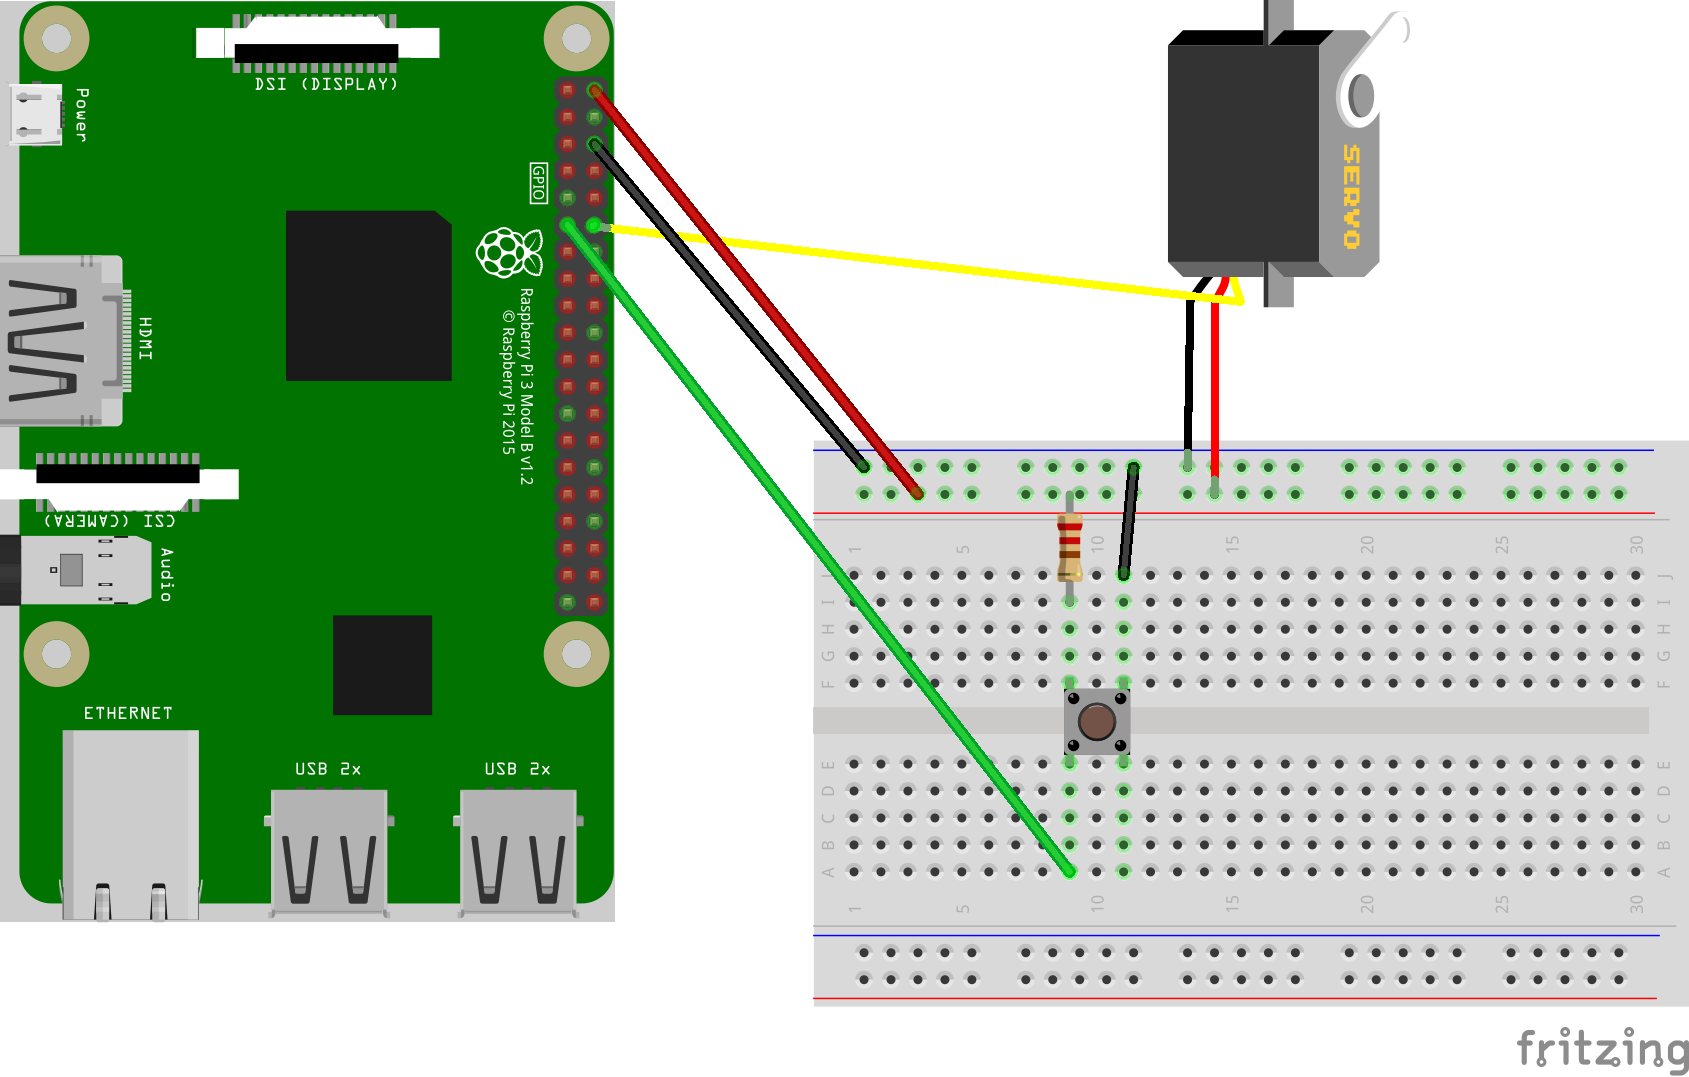 DSI (DISPLAY)
Power
GPIO
SERVO
HDMI
Raspberry Pi 3 Model B v1.2
© Raspberry Pi 2015
CSI (CAMERA)
Audio
ETHERNET
USB 2x
USB 2x
1 5 10 15 20 25 30
J J
I I
H H
G G
F F
E E
D D
C C
B B
A A
1 5 10 15 20 25 30
fritzing